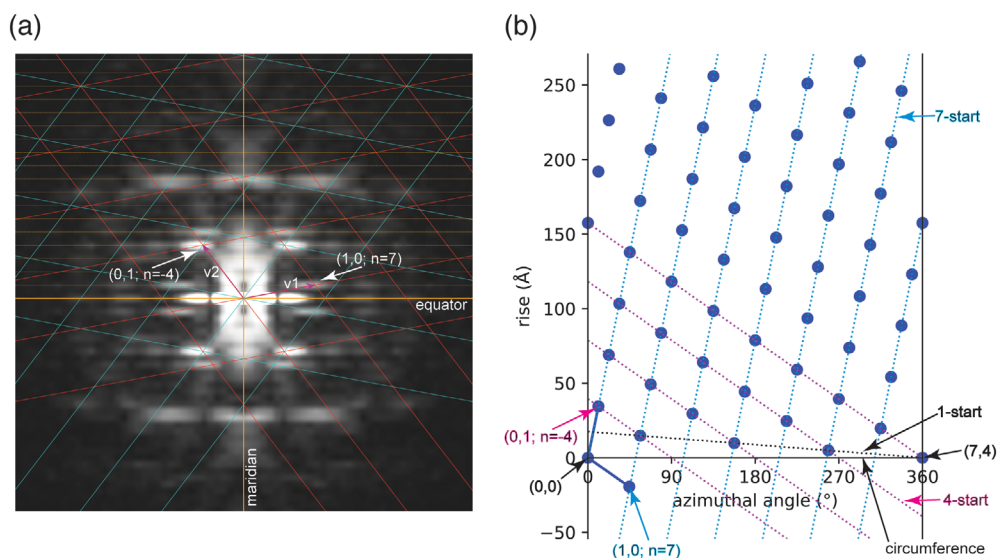 (a)
(0,1; n=-4)
v2
(1,0; n=7)
v1
equator
meridian
(b)
rise (Å)
250
200
150
100
50
0
−50
7-start
1-start
(0,1; n=-4)
(7,4)
(0,0)
0
90
180
270
360
azimuthal angle (°)
4-start
(1,0; n=7)
circumference